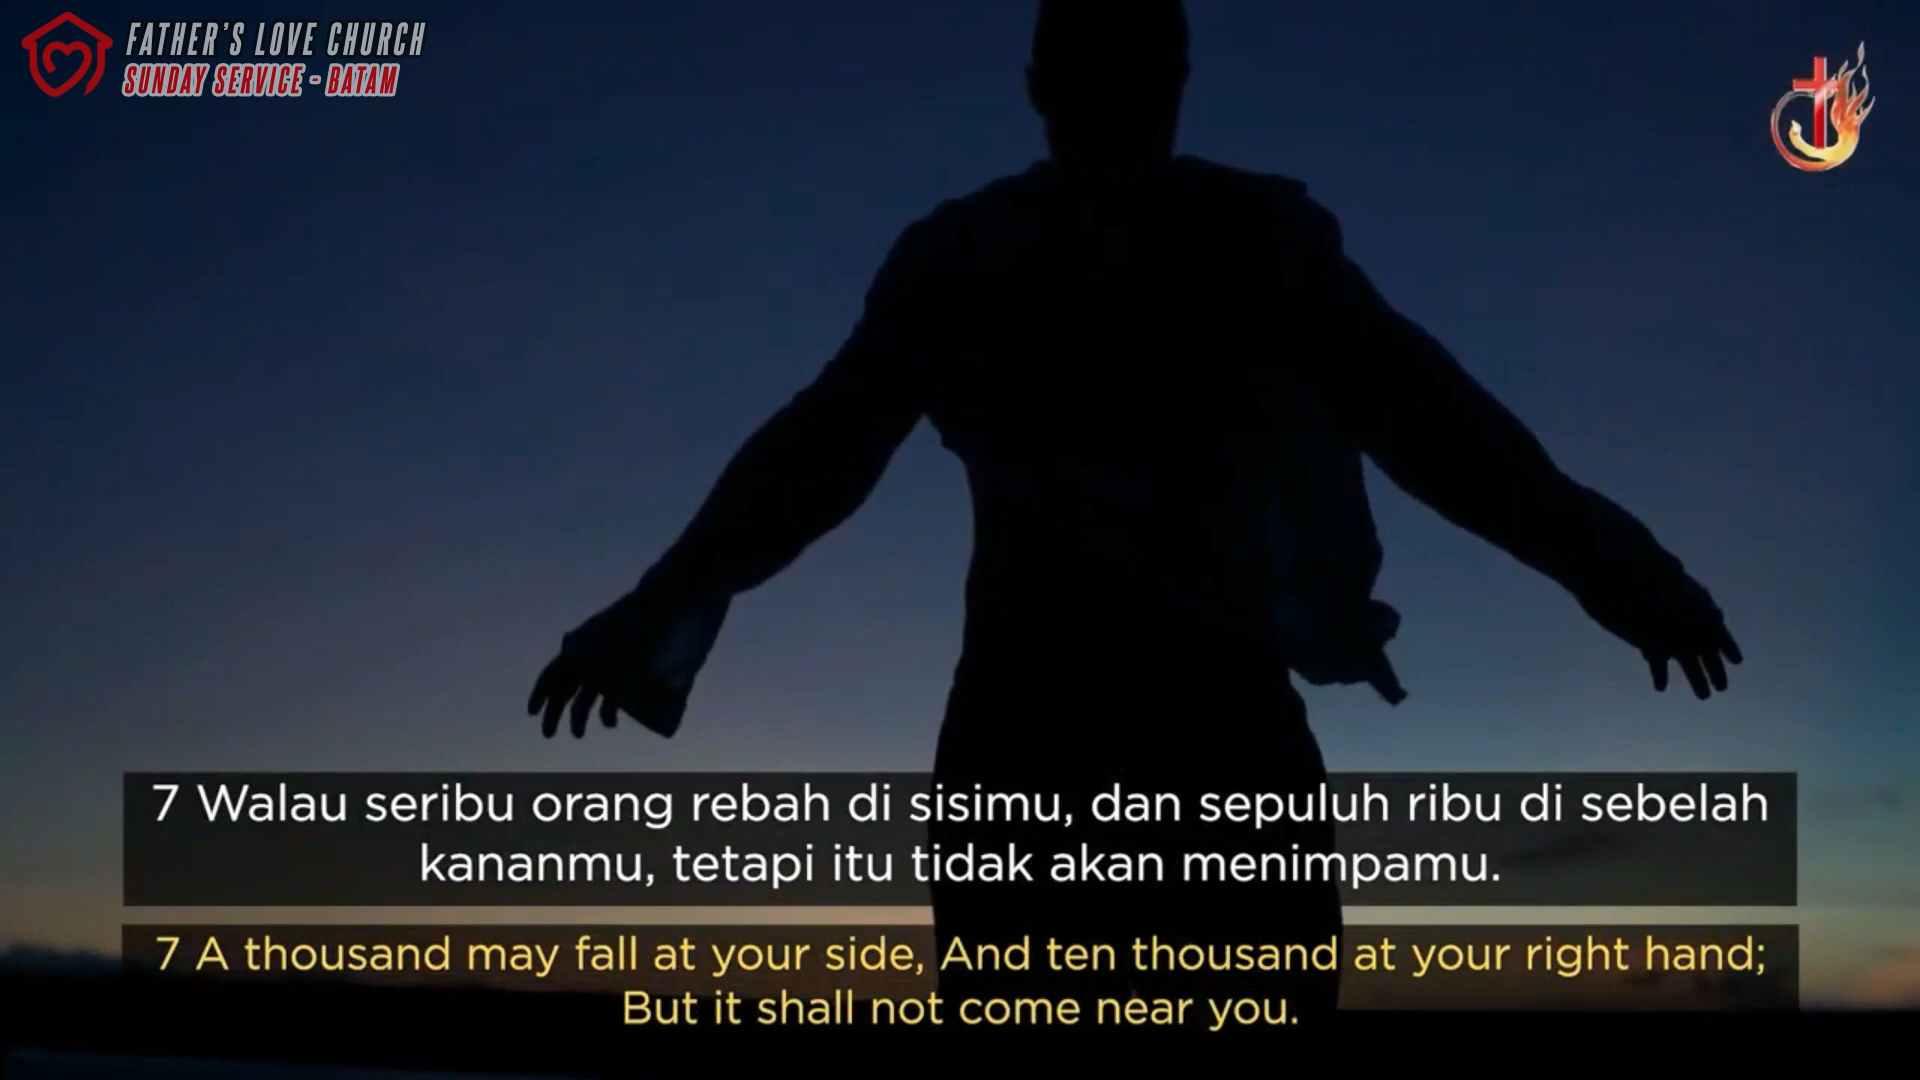 FATHER'S LOVE CHURCH
SUNDAY SERVICE - BATAM
7 Walau seribu orang rebah di sisimu, dan sepuluh ribu di sebelah
kananmu, tetapi itu tidak akan menimpamu.
7 A thousand may fall at your side, And ten thousand at your right hand;
But it shall not come near you.